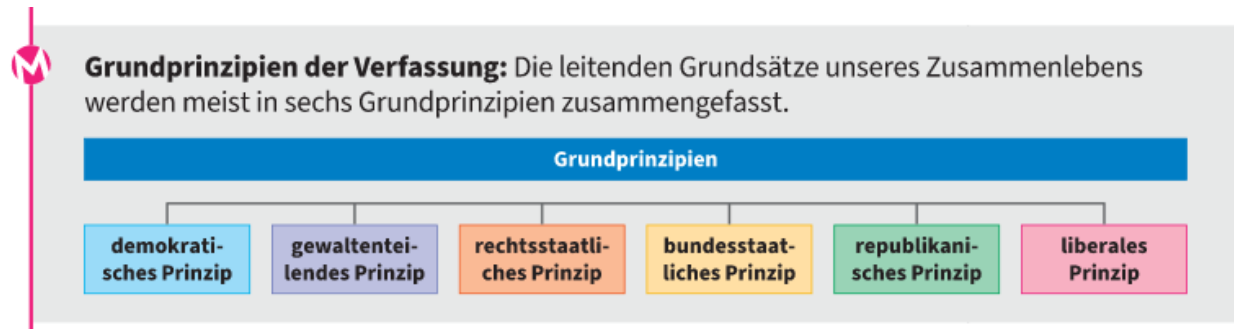 M
Grundprinzipien der Verfassung: Die leitenden Grundsätze unseres Zusammenlebens
werden meist in sechs Grundprinzipien zusammengefasst.
Grundprinzipien
demokrati-
sches Prinzip
gewaltentei-
lendes Prinzip
rechtsstaatli-
ches Prinzip
bundesstaat-
liches Prinzip
republikani-
sches Prinzip
liberales
Prinzip